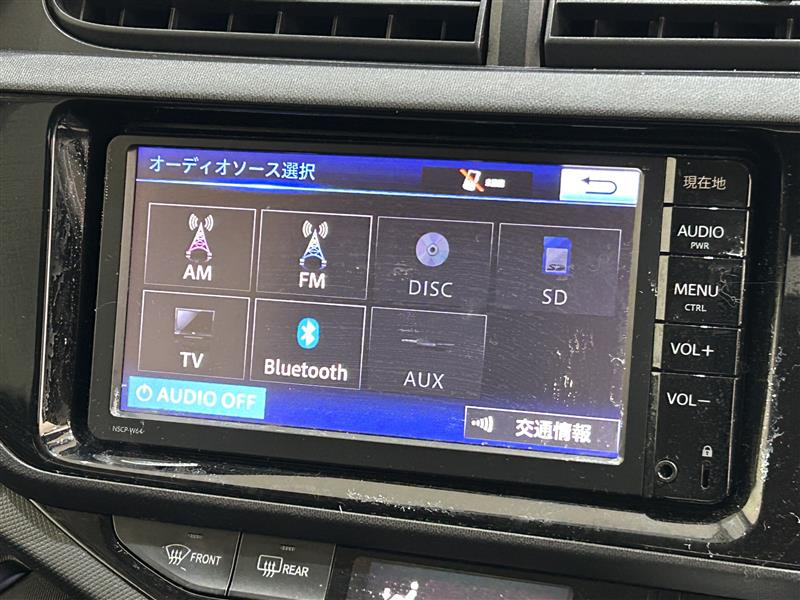 オーディオソース選択
現在地
AM
FM
DISC
SD
AUDIO
PWR
MENU
CTRL
TV
Bluetooth
AUX
VOL+
VOL−
AUDIO OFF
交通情報
NSCP-W64
FRONT
REAR